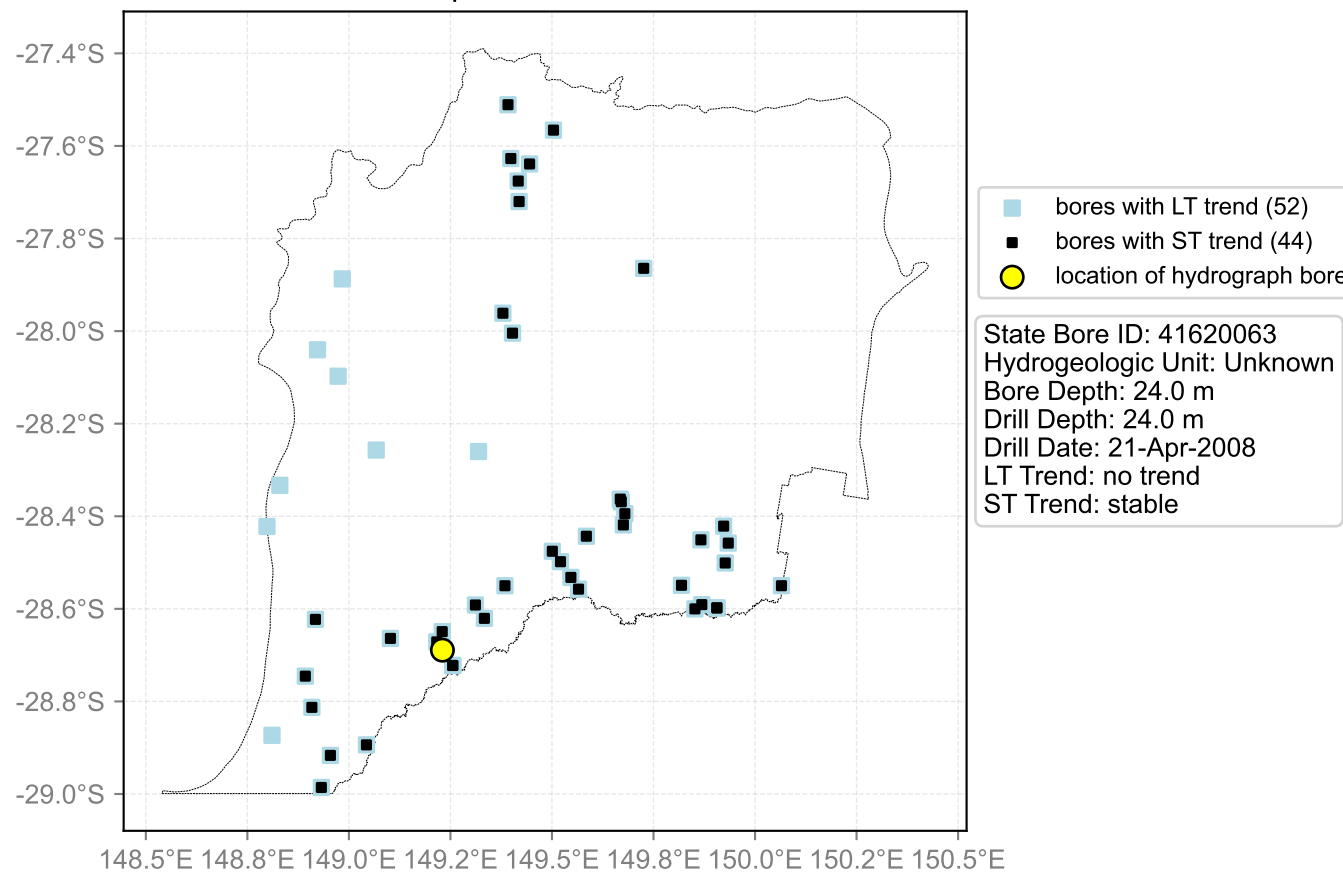 -27.4°S
-27.6°S
-27.8°S
-28.0°S
-28.2°S
-28.4°S
-28.6°S
-28.8°S
-29.0°S
148.5°E 148.8°E 149.0°E 149.2°E 149.5°E 149.8°E 150.0°E 150.2°E 150.5°E
bores with LT trend (52)
bores with ST trend (44)
location of hydrograph bore
State Bore ID: 41620063
Hydrogeologic Unit: Unknown
Bore Depth: 24.0 m
Drill Depth: 24.0 m
Drill Date: 21-Apr-2008
LT Trend: no trend
ST Trend: stable